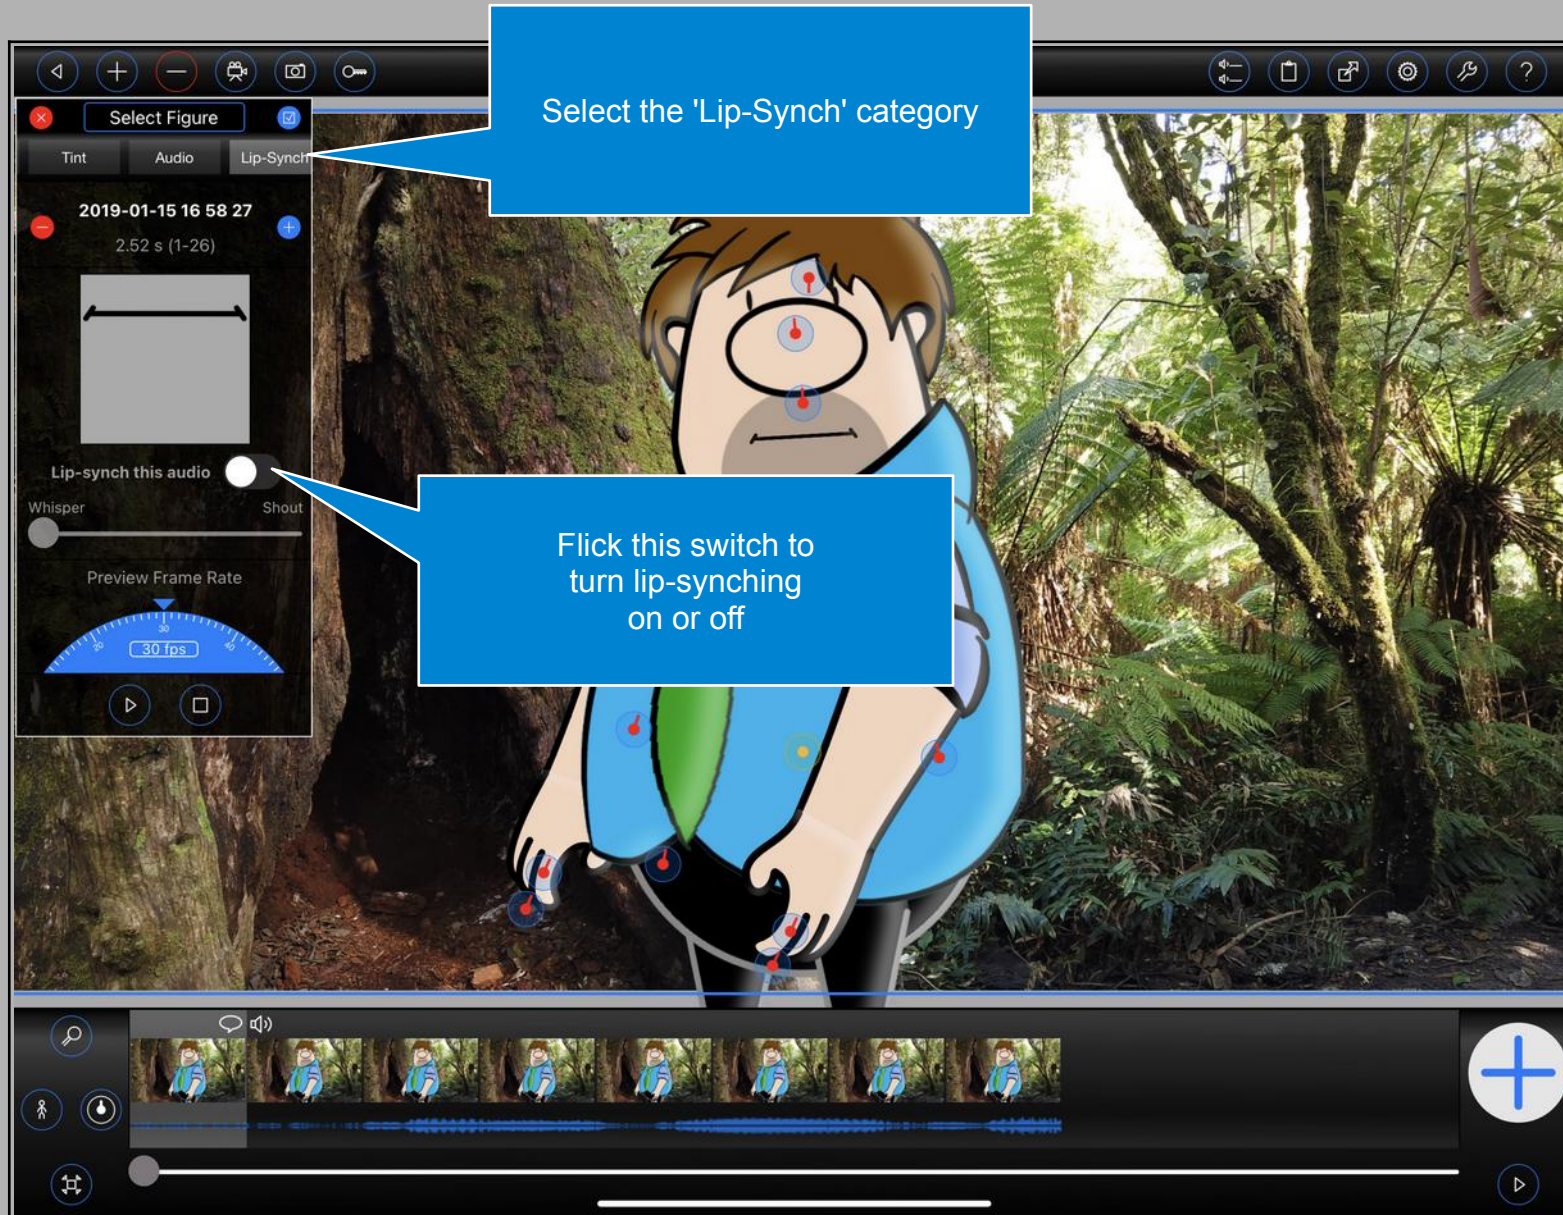 Select the 'Lip-Synch' category
Select Figure
Tint Audio Lip-Synch
2019-01-15 16 58 27
2.52 s (1-26)
Lip-synch this audio
Whisper Shout
Flick this switch to
turn lip-synching
on or off
Preview Frame Rate
20 30 40
30 fps